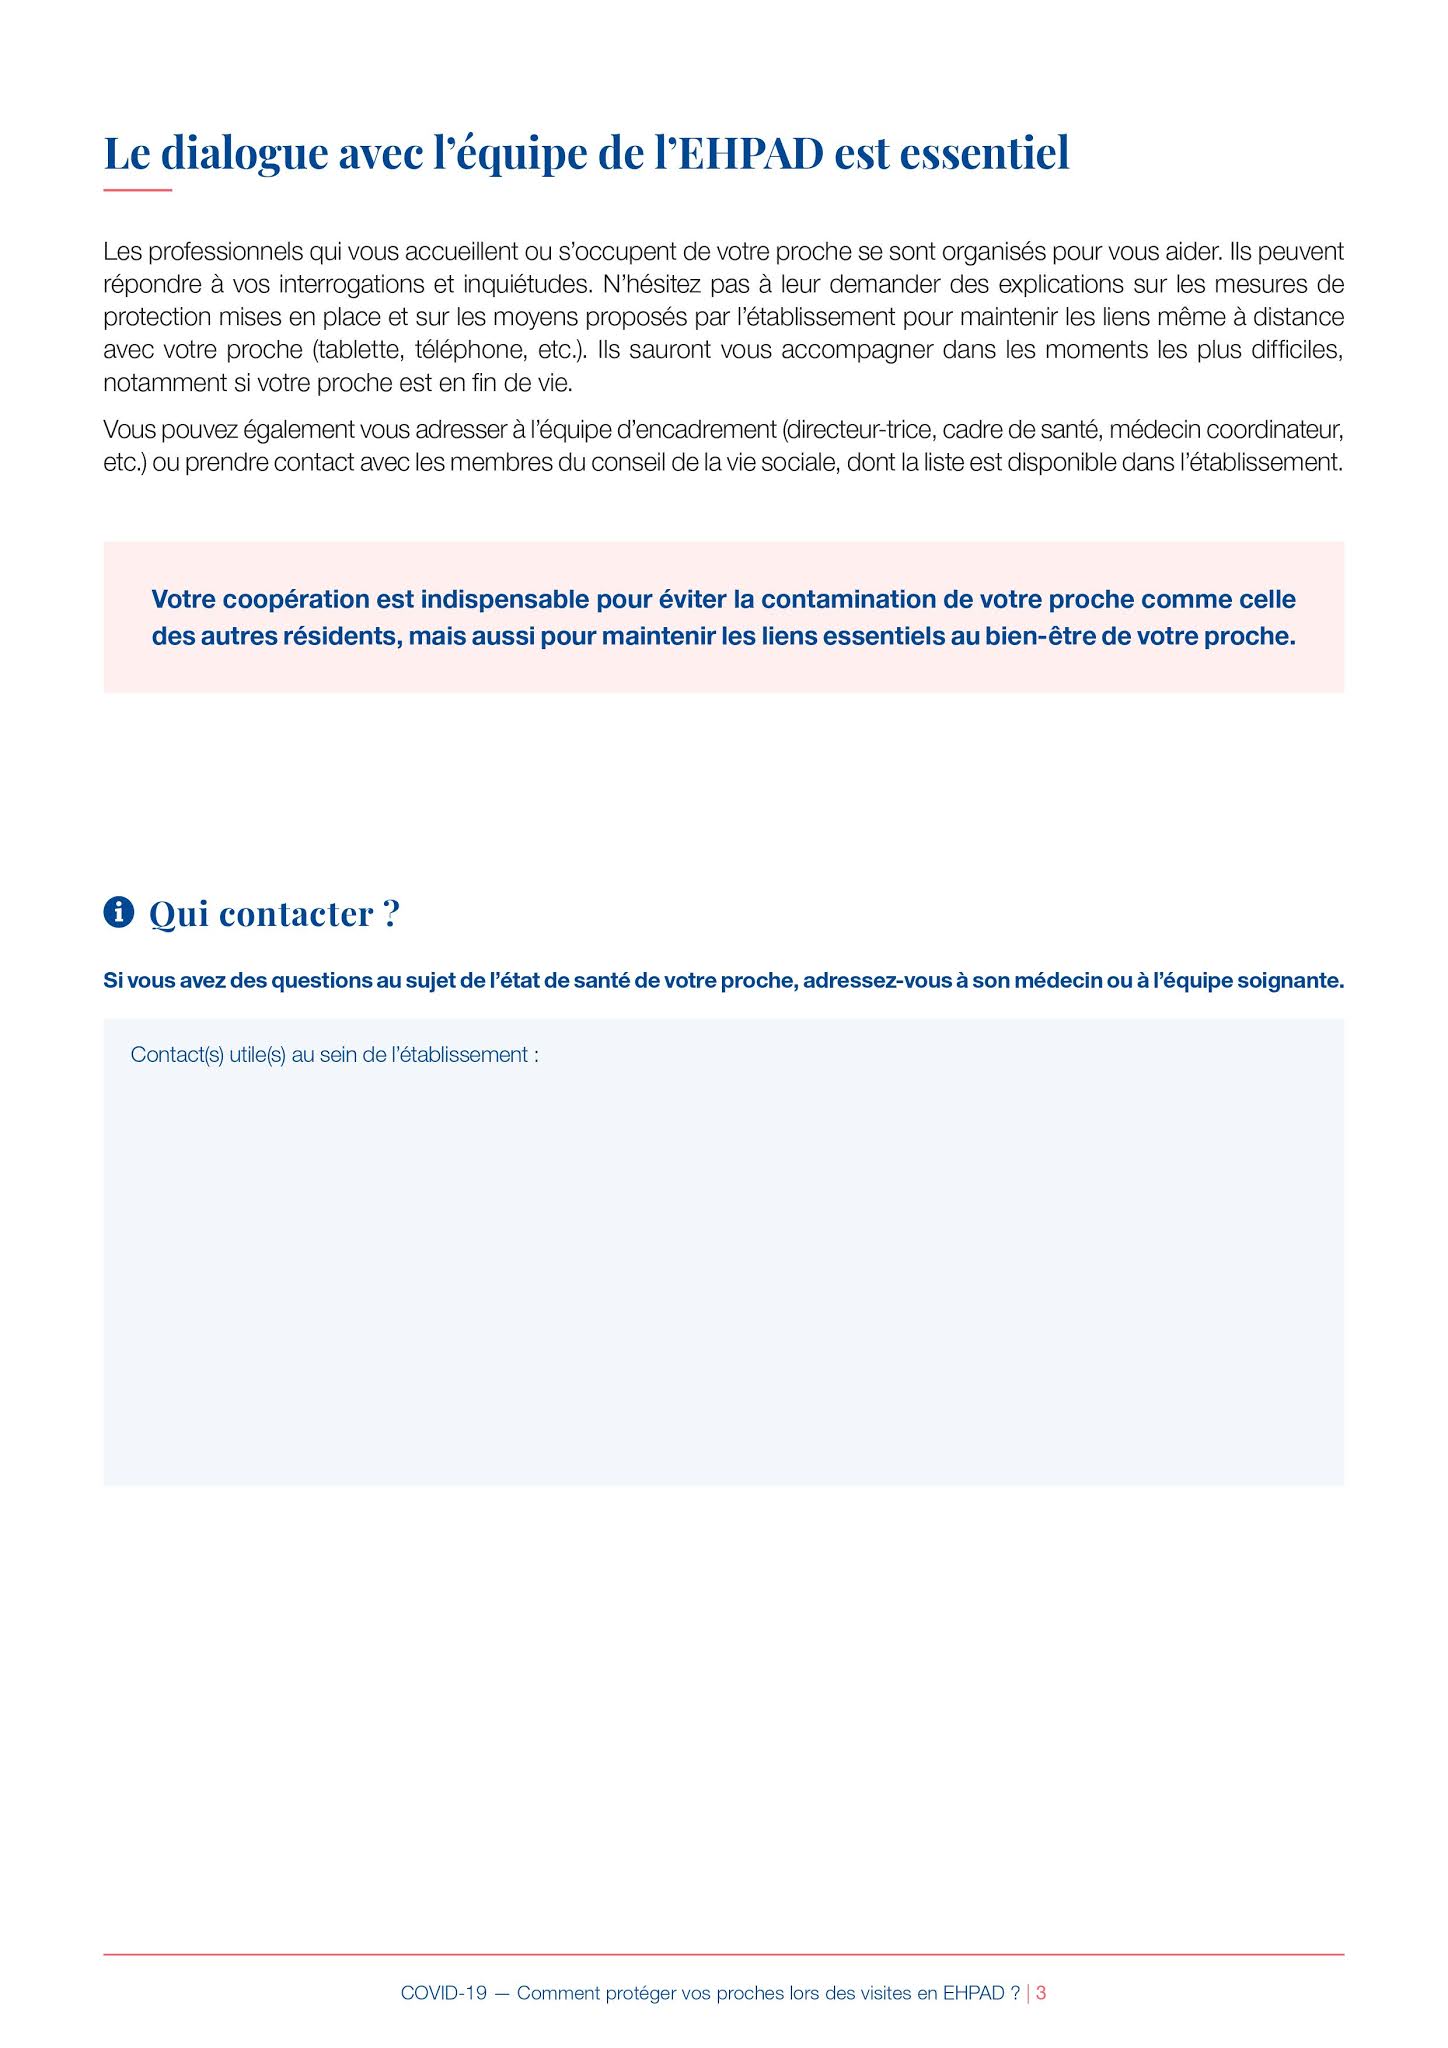 Le dialogue avec l’équipe de l’EHPAD est essentiel
Les professionnels qui vous accueillent ou s’occupent de votre proche se sont organisés pour vous aider. Ils peuvent
répondre à vos interrogations et inquiétudes. N’hésitez pas à leur demander des explications sur les mesures de
protection mises en place et sur les moyens proposés par l’établissement pour maintenir les liens même à distance
avec votre proche (tablette, téléphone, etc.). Ils sauront vous accompagner dans les moments les plus difficiles,
notamment si votre proche est en fin de vie.
Vous pouvez également vous adresser à l’équipe d’encadrement (directeur-trice, cadre de santé, médecin coordinateur,
etc.) ou prendre contact avec les membres du conseil de la vie sociale, dont la liste est disponible dans l’établissement.
Votre coopération est indispensable pour éviter la contamination de votre proche comme celle
des autres résidents, mais aussi pour maintenir les liens essentiels au bien-être de votre proche.
Qui contacter ?
Si vous avez des questions au sujet de l’état de santé de votre proche, adressez-vous à son médecin ou à l’équipe soignante.
Contact(s) utile(s) au sein de l’établissement :
COVID-19 — Comment protéger vos proches lors des visites en EHPAD ? | 3